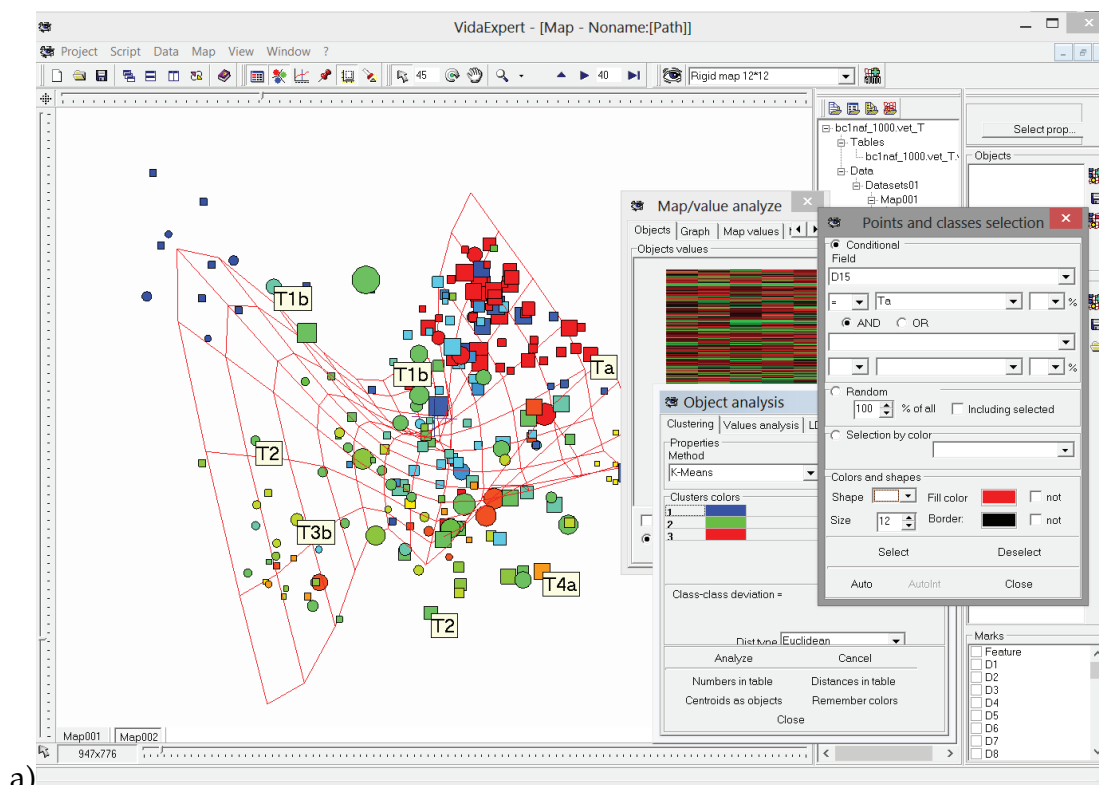 VidaExpert - [Map - Noname:[Path]]
Project Script Data Map View Window ?
45 40 Rigid map 12*12
bc1naf_1000.vet_T
Tables
bc1naf_1000.vet_T.
Data
Datasets01
Map001
Select prop...
Objects
Map/value analyze
Objects Graph Map values
Objects values
Points and classes selection
Conditional
Field
D15
= Ta %
AND OR
%
Random
100 % of all Including selected
Selection by color
Colors and shapes
Shape Fill color not
Size 12 Border: not
Select Deselect
Auto AutoInt Close
Object analysis
Clustering Values analysis LD
Properties
Method
K-Means
Clusters colors
1
2
3
Class-class deviation =
Dist.type Euclidean
Analyze Cancel
Numbers in table Distances in table
Centroids as objects Remember colors
Close
T1b
T1b
Ta
T2
T3b
T4a
T2
Marks
Feature
D1
D2
D3
D4
D5
D6
D7
D8
Map001 Map002
947x776
a)